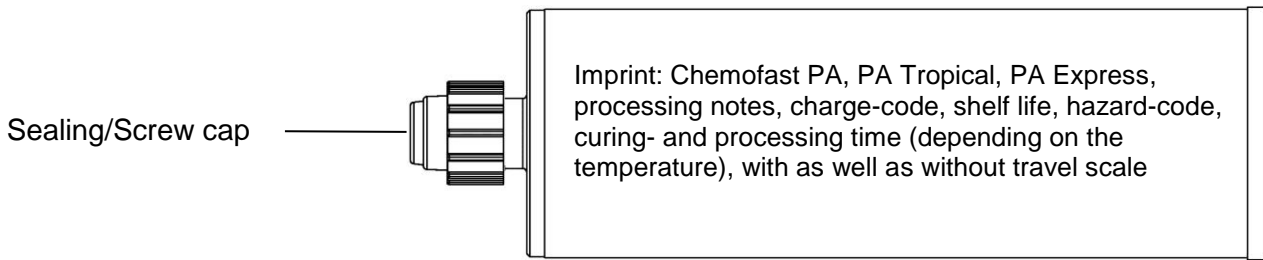 Imprint: Chemofast PA, PA Tropical, PA Express,
processing notes, charge-code, shelf life, hazard-code,
curing- and processing time (depending on the
temperature), with as well as without travel scale
Sealing/Screw cap